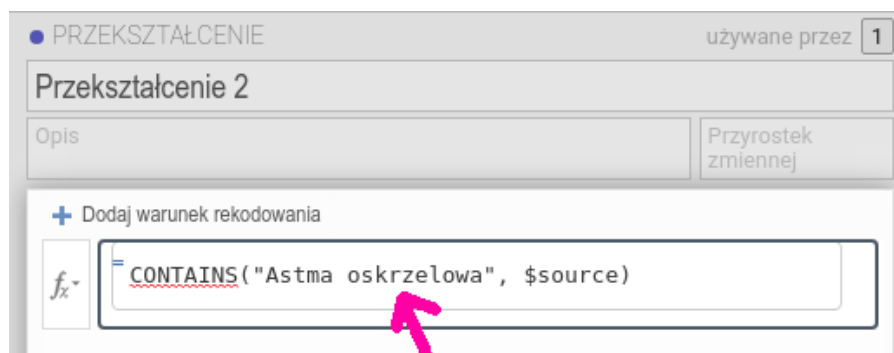 PRZEKSZTAŁCENIE używane przez 1
Przekształcenie 2
Opis Przyrostek
zmiennej
+ Dodaj warunek rekodowania
fx = CONTAINS("Astma oskrzelowa", $source)